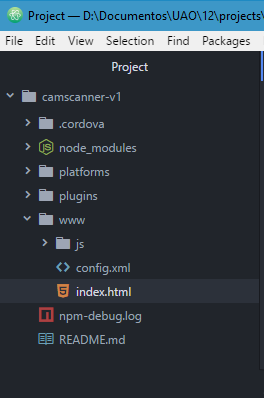 Project — D:\Documentos\UAO\12\projects\
File Edit View Selection Find Packages
Project
camscanner-v1
.cordova
node_modules
platforms
plugins
www
js
config.xml
index.html
npm-debug.log
README.md